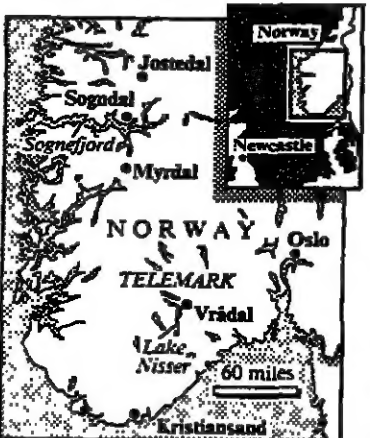 Norway
Jostedal
Sogndal
Newcastle
Sognefjord
Myrdal
NORWAY
Oslo
TELEMARK
Vrådal
Lake
Nisser
60 miles
Kristiansand